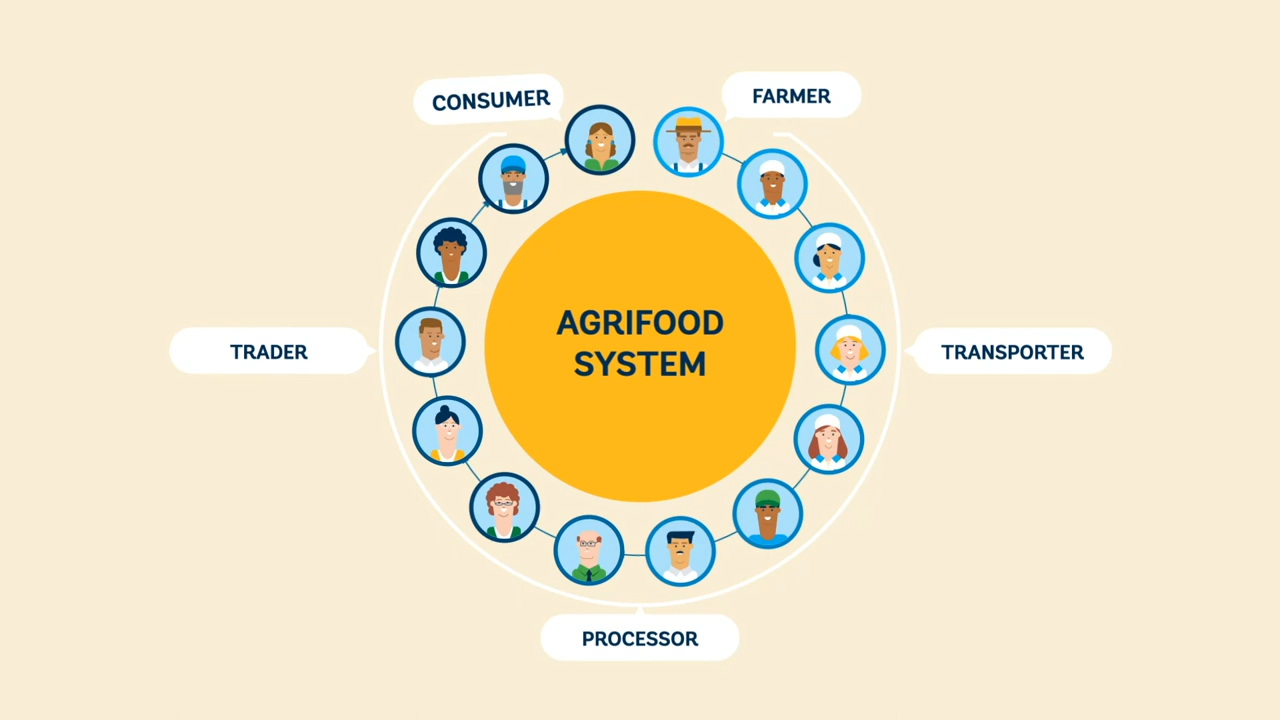 CONSUMER
FARMER
AGRIFOOD
SYSTEM
TRADER
TRANSPORTER
PROCESSOR